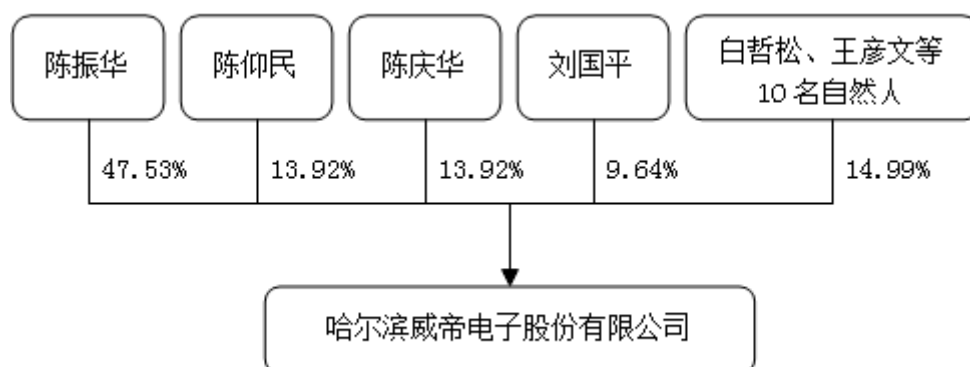 陈振华
陈仰民
陈庆华
刘国平
白哲松、王彦文等
10 名自然人
47.53%
13.92%
13.92%
9.64%
14.99%
哈尔滨威帝电子股份有限公司